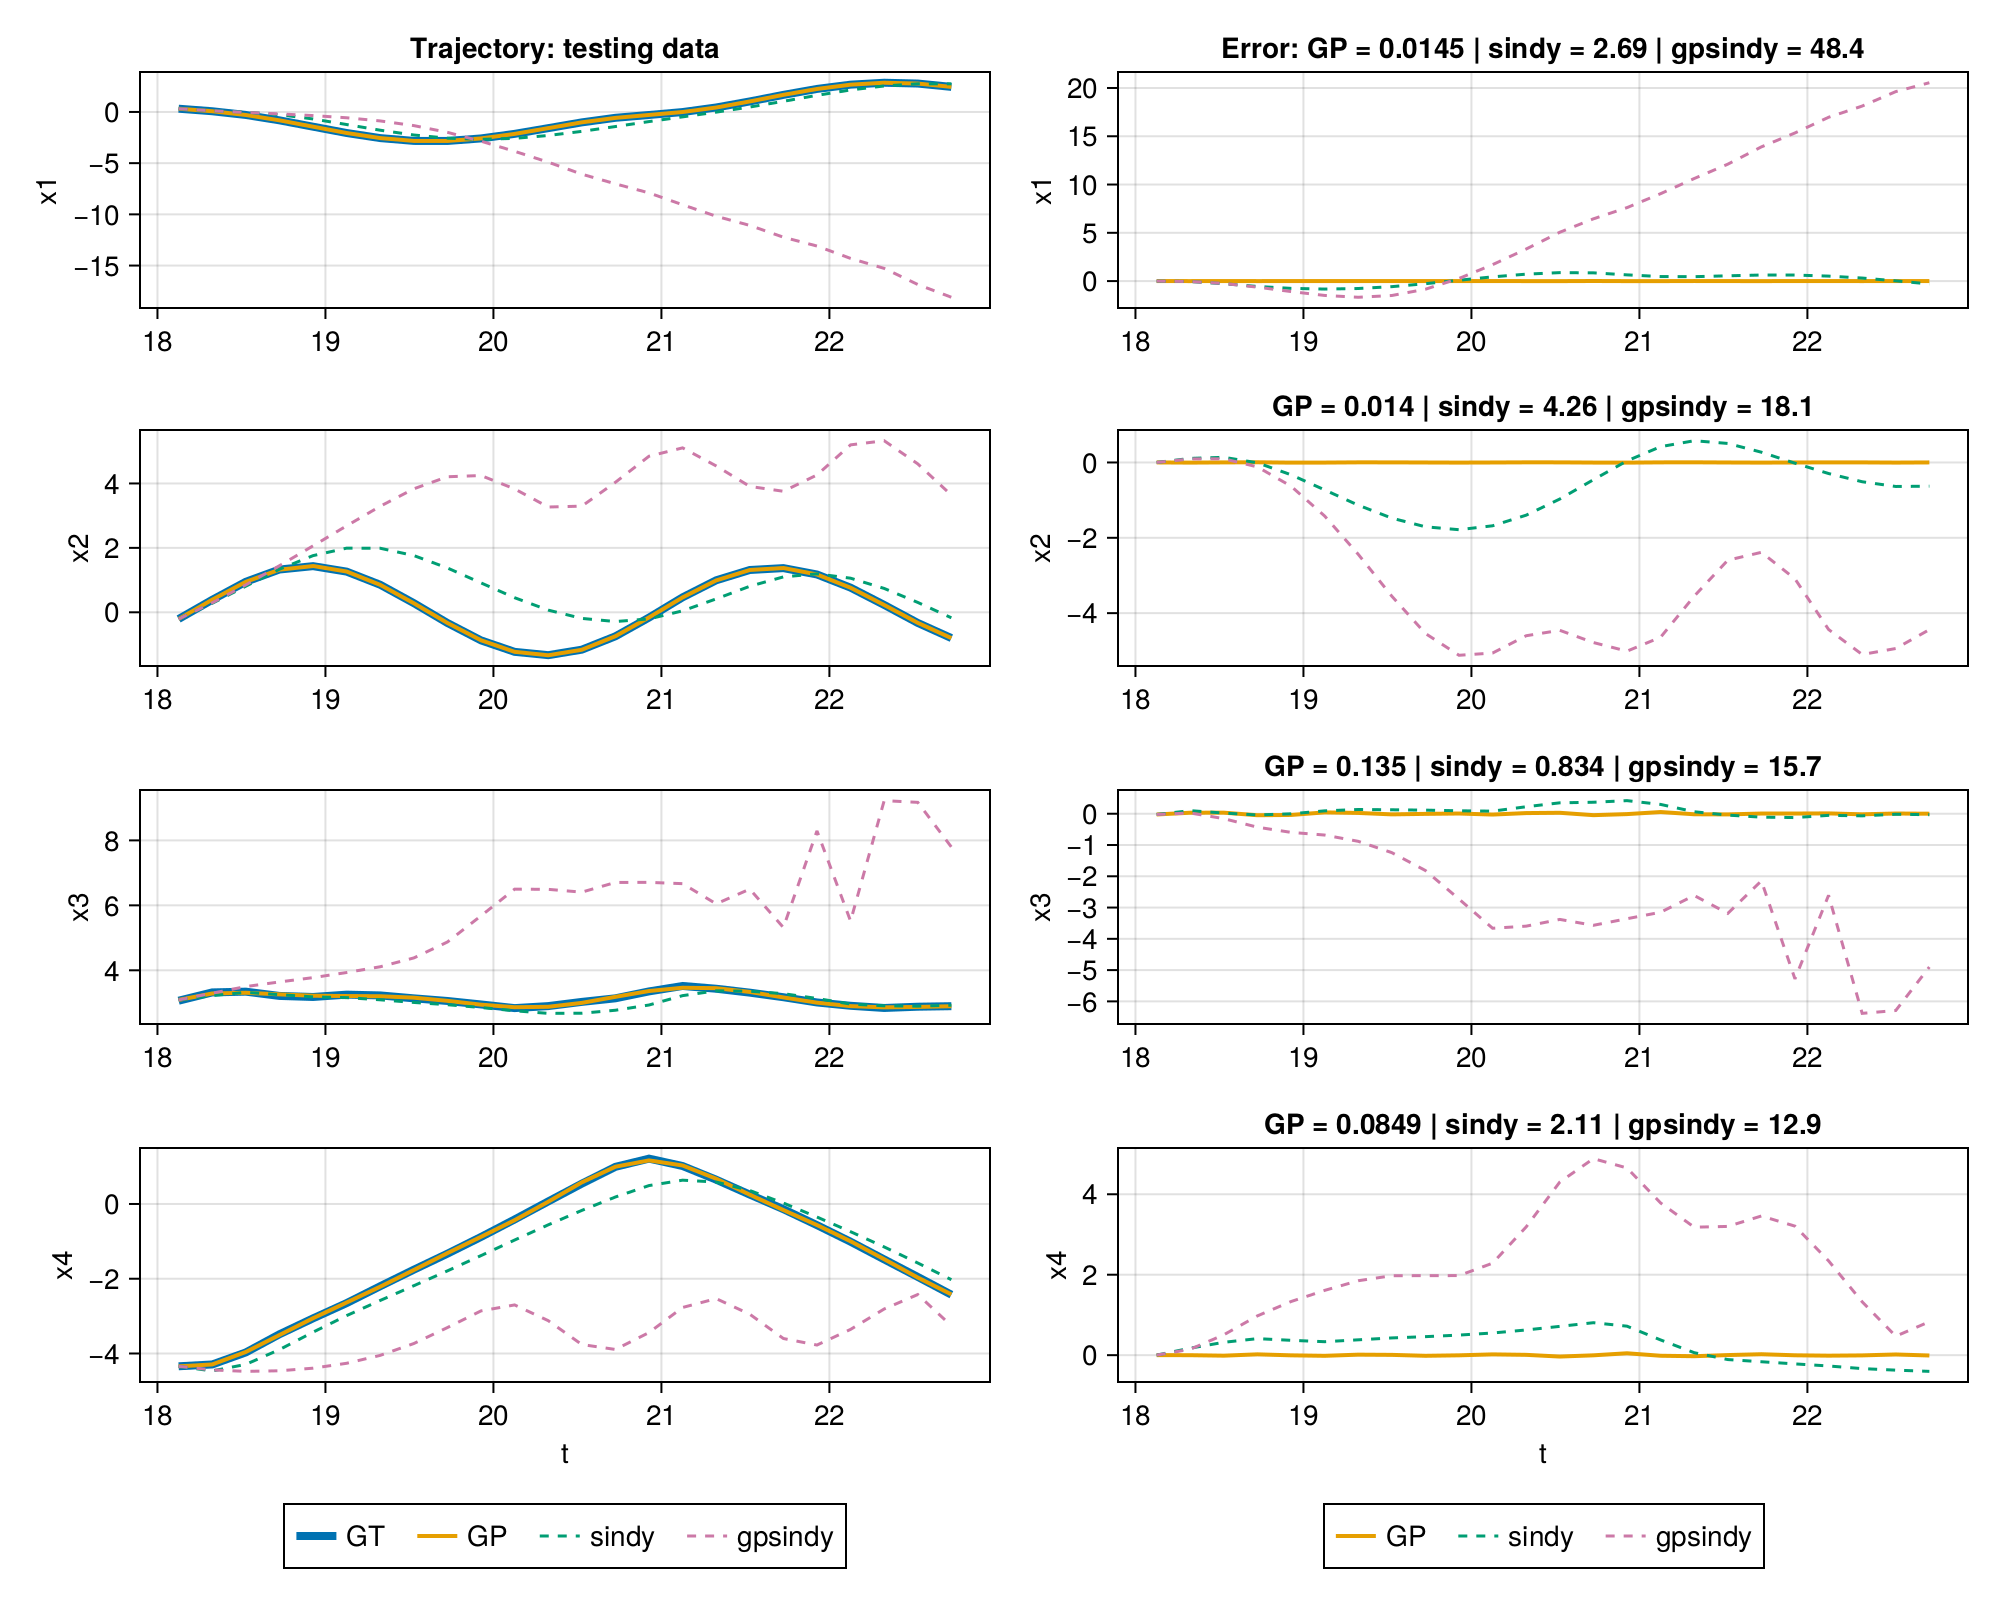 Trajectory: testing data
Error: GP = 0.0145 | sindy = 2.69 | gpsindy = 48.4
x1
0
−5
−10
−15
18 19 20 21 22
x1
20
15
10
5
0
18 19 20 21 22
GP = 0.014 | sindy = 4.26 | gpsindy = 18.1
x2
4
2
0
18 19 20 21 22
x2
0
−2
−4
18 19 20 21 22
GP = 0.135 | sindy = 0.834 | gpsindy = 15.7
x3
8
6
4
18 19 20 21 22
x3
0
−1
−2
−3
−4
−5
−6
18 19 20 21 22
GP = 0.0849 | sindy = 2.11 | gpsindy = 12.9
x4
0
−2
−4
18 19 20 21 22
t
x4
4
2
0
18 19 20 21 22
t
GT GP sindy gpsindy
GP sindy gpsindy